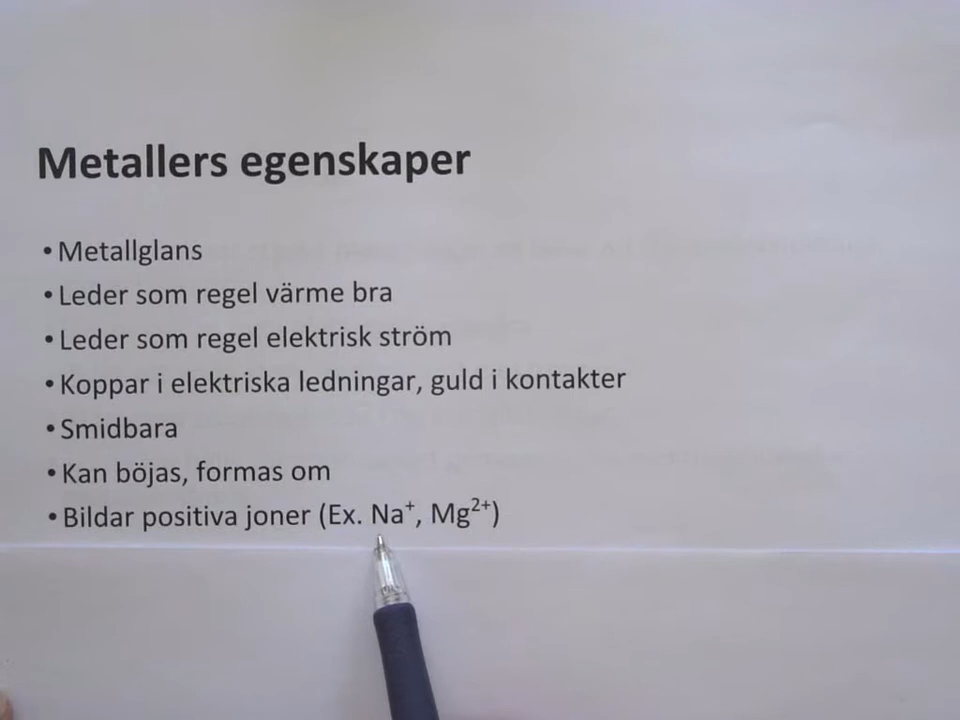 Metallers egenskaper
• Metallglans
• Leder som regel värme bra
• Leder som regel elektrisk ström
• Koppar i elektriska ledningar, guld i kontakter
• Smidbara
• Kan böjas, formas om
• Bildar positiva joner (Ex. Na⁺, Mg²⁺)